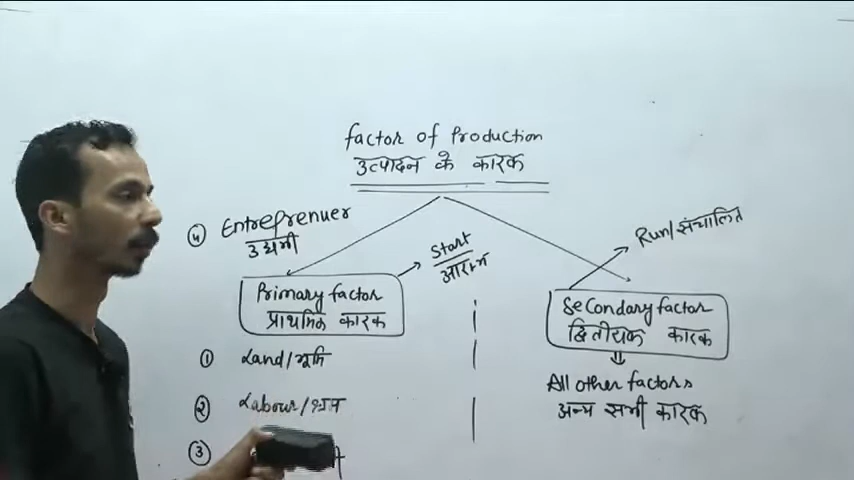 factor of Production
उत्पादन के कारक
④ Entreprenuer
उद्यमी
Start
आरम्भ
Run/संचालित
Primary factor
प्राथमिक कारक
Secondary factor
द्वितीयक कारक
① Land/भूमि
② Labour/श्रम
③
All other factors
अन्य सभी कारक